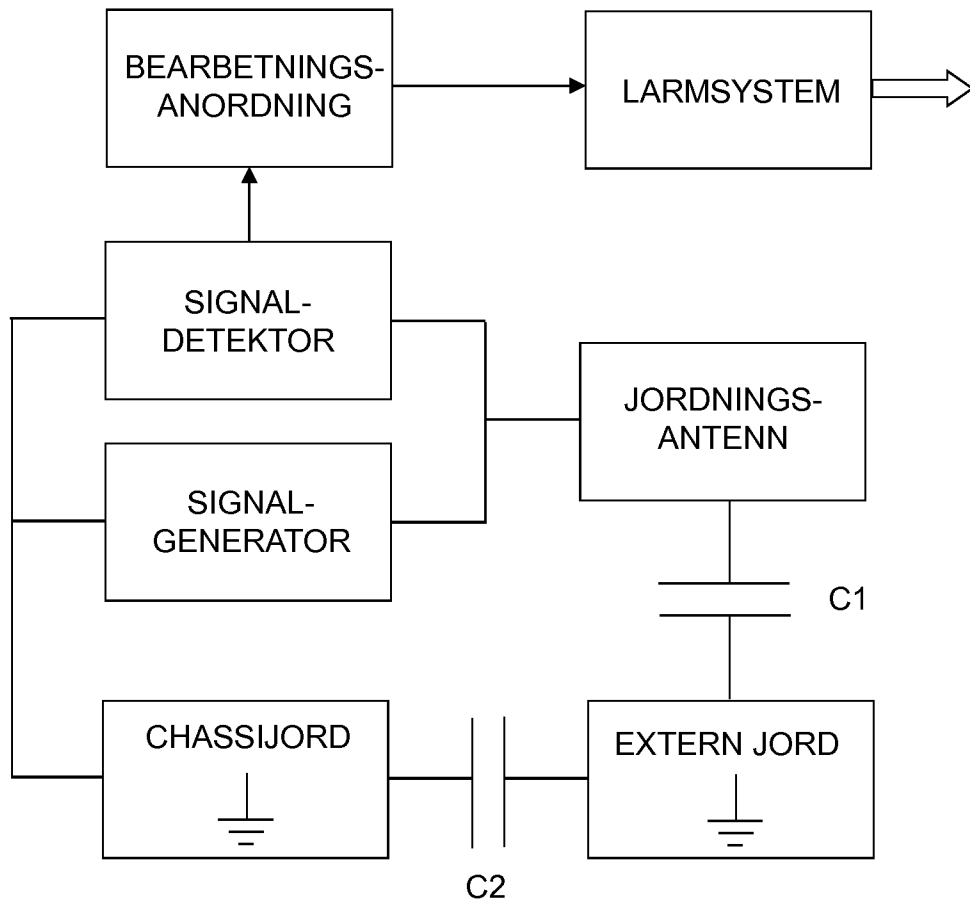 BEARBETNINGS-
ANORDNING
LARMSYSTEM
SIGNAL-
DETEKTOR
JORDNINGS-
ANTENN
SIGNAL-
GENERATOR
C1
CHASSIJORD
EXTERN JORD
C2